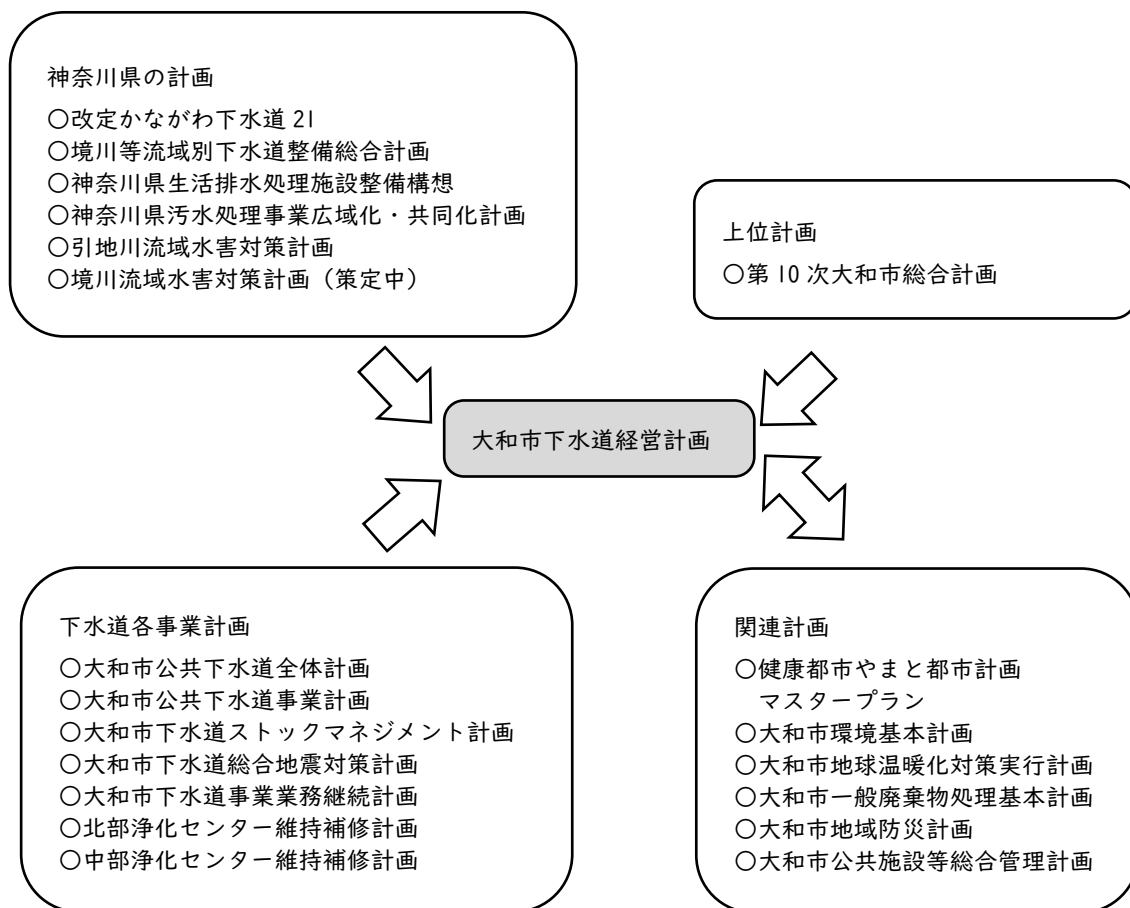 神奈川県の計画
○改定かながわ下水道 21
○境川等流域別下水道整備総合計画
○神奈川県生活排水処理施設整備構想
○神奈川県汚水処理事業広域化・共同化計画
○引地川流域水害対策計画
○境川流域水害対策計画（策定中）
上位計画
○第 10 次大和市総合計画
大和市下水道経営計画
下水道各事業計画
○大和市公共下水道全体計画
○大和市公共下水道事業計画
○大和市下水道ストックマネジメント計画
○大和市下水道総合地震対策計画
○大和市下水道事業業務継続計画
○北部浄化センター維持補修計画
○中部浄化センター維持補修計画
関連計画
○健康都市やまと都市計画
マスタープラン
○大和市環境基本計画
○大和市地球温暖化対策実行計画
○大和市一般廃棄物処理基本計画
○大和市地域防災計画
○大和市公共施設等総合管理計画